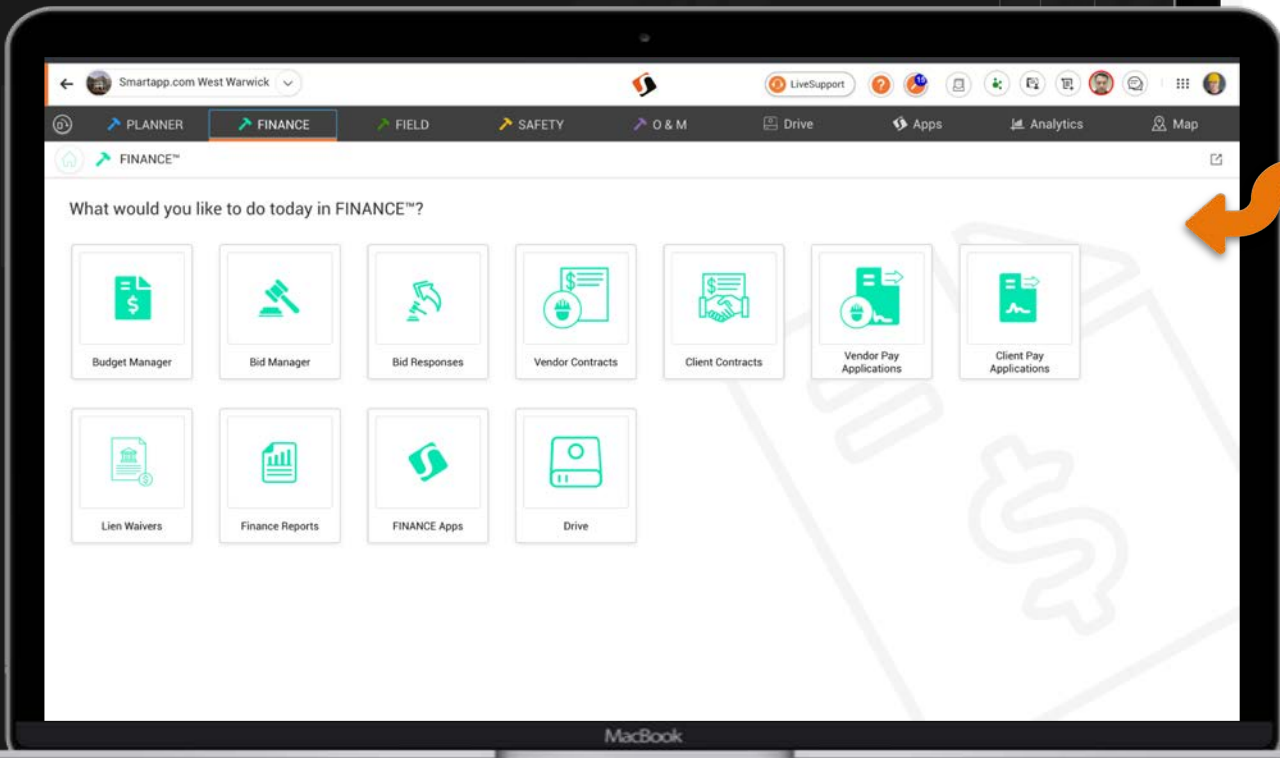 Smartapp.com West Warwick
LiveSupport
PLANNER
FINANCE
FIELD
SAFETY
O & M
Drive
Apps
Analytics
Map
FINANCE™
What would you like to do today in FINANCE™?
Budget Manager
Bid Manager
Bid Responses
Vendor Contracts
Client Contracts
Vendor Pay
Applications
Client Pay
Applications
Lien Waivers
Finance Reports
FINANCE Apps
Drive
MacBook